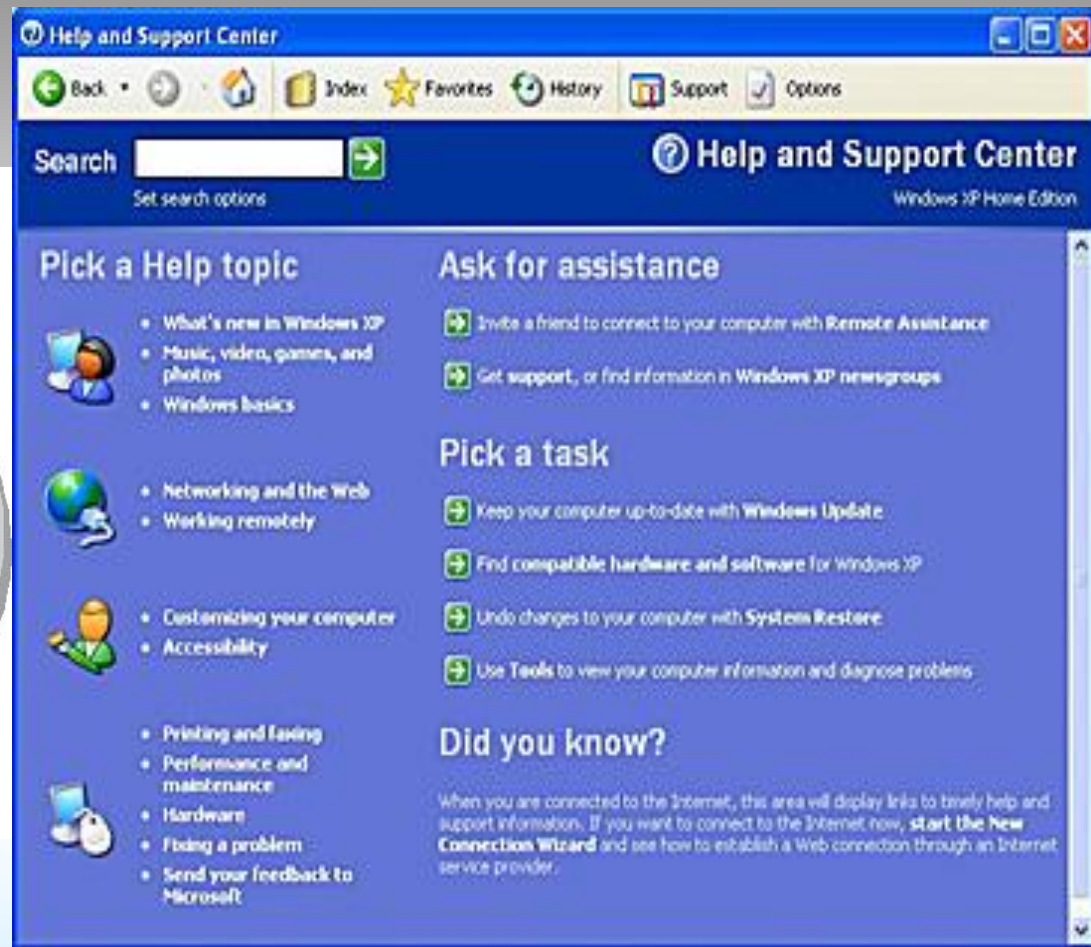 Help and Support Center
Back
Index
Favorites
History
Support
Options
Search
Set search options
Help and Support Center
Windows XP Home Edition
Pick a Help topic
What's new in Windows XP
Music, video, games, and
photos
Windows basics
Networking and the Web
Working remotely
Customizing your computer
Accessibility
Printing and faxing
Performance and
maintenance
Hardware
Fixing a problem
Send your feedback to
Microsoft
Ask for assistance
Invite a friend to connect to your computer with Remote Assistance
Get support, or find information in Windows XP newsgroups
Pick a task
Keep your computer up-to-date with Windows Update
Find compatible hardware and software for Windows XP
Undo changes to your computer with System Restore
Use Tools to view your computer information and diagnose problems
Did you know?
When you are connected to the Internet, this area will display links to timely help and
support information. If you want to connect to the Internet now, start the New
Connection Wizard and see how to establish a Web connection through an Internet
service provider.